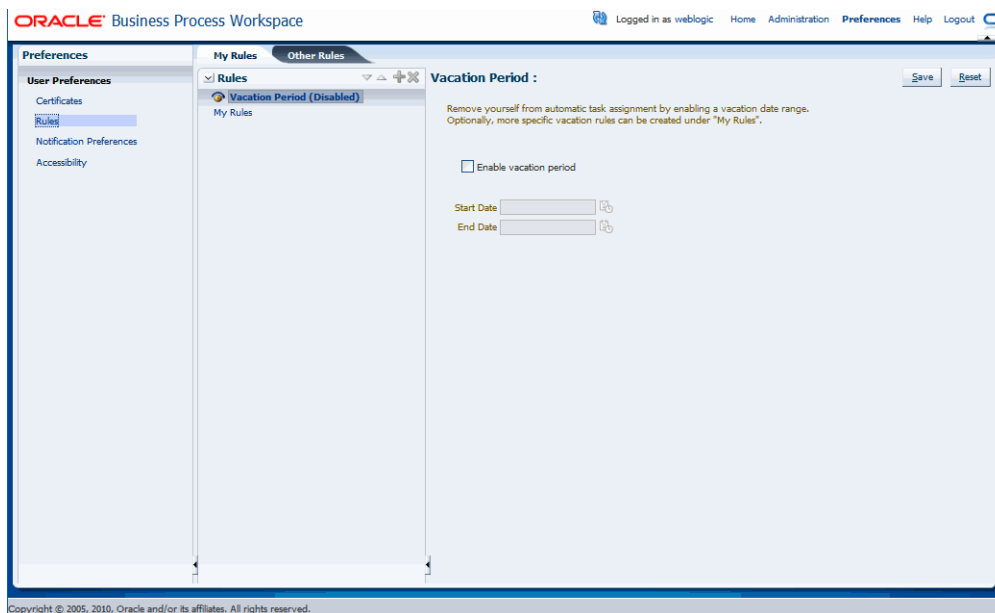 ORACLE Business Process Workspace
Logged in as weblogic Home Administration Preferences Help Logout
Preferences
User Preferences
Certificates
Rules
Notification Preferences
Accessibility
My Rules Other Rules
Rules
Vacation Period (Disabled)
My Rules
Vacation Period :
Save Reset
Remove yourself from automatic task assignment by enabling a vacation date range.
Optionally, more specific vacation rules can be created under "My Rules".
Enable vacation period
Start Date
End Date
Copyright © 2005, 2010, Oracle and/or its affiliates. All rights reserved.